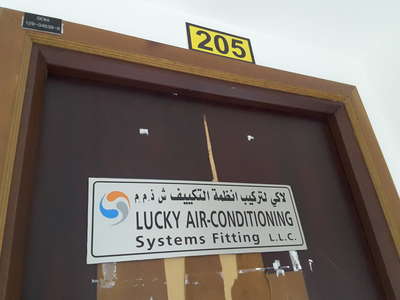 205
لاكي لتركيب انظمة التكييف ش ذ.م.م
LUCKY AIR-CONDITIONING
Systems Fitting L.L.C.